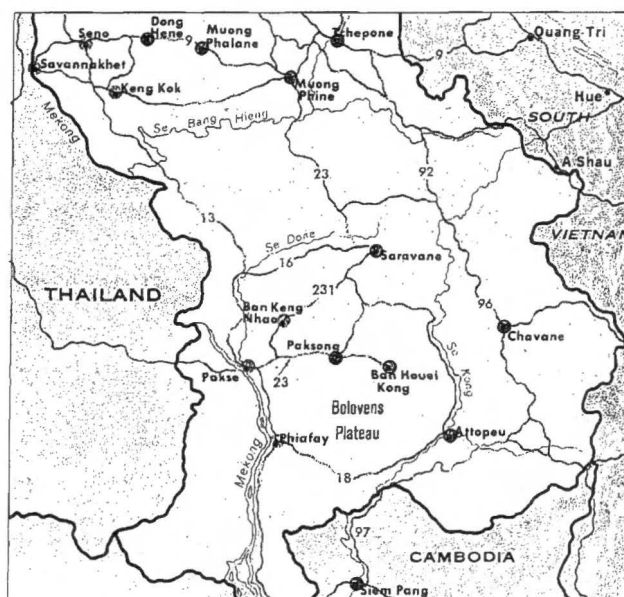 Seno
Dong
Hene
9
Muong
Phalane
Tchepone
Quang-Tri
9
Savannakhet
Keng Kok
Muong
Phine
Hue
SOUTH
Mekong
Se Bang Hieng
A Shau
23
92
13
VIETNAM
Se Done
16
Saravane
THAILAND
231
96
Ban Keng
Nhao
Chavane
Paksong
Se Kong
Pakse
23
Ban Houei
Kong
Bolovens
Plateau
Mekong
Phiafay
Attopeu
18
97
CAMBODIA
Siem Pang